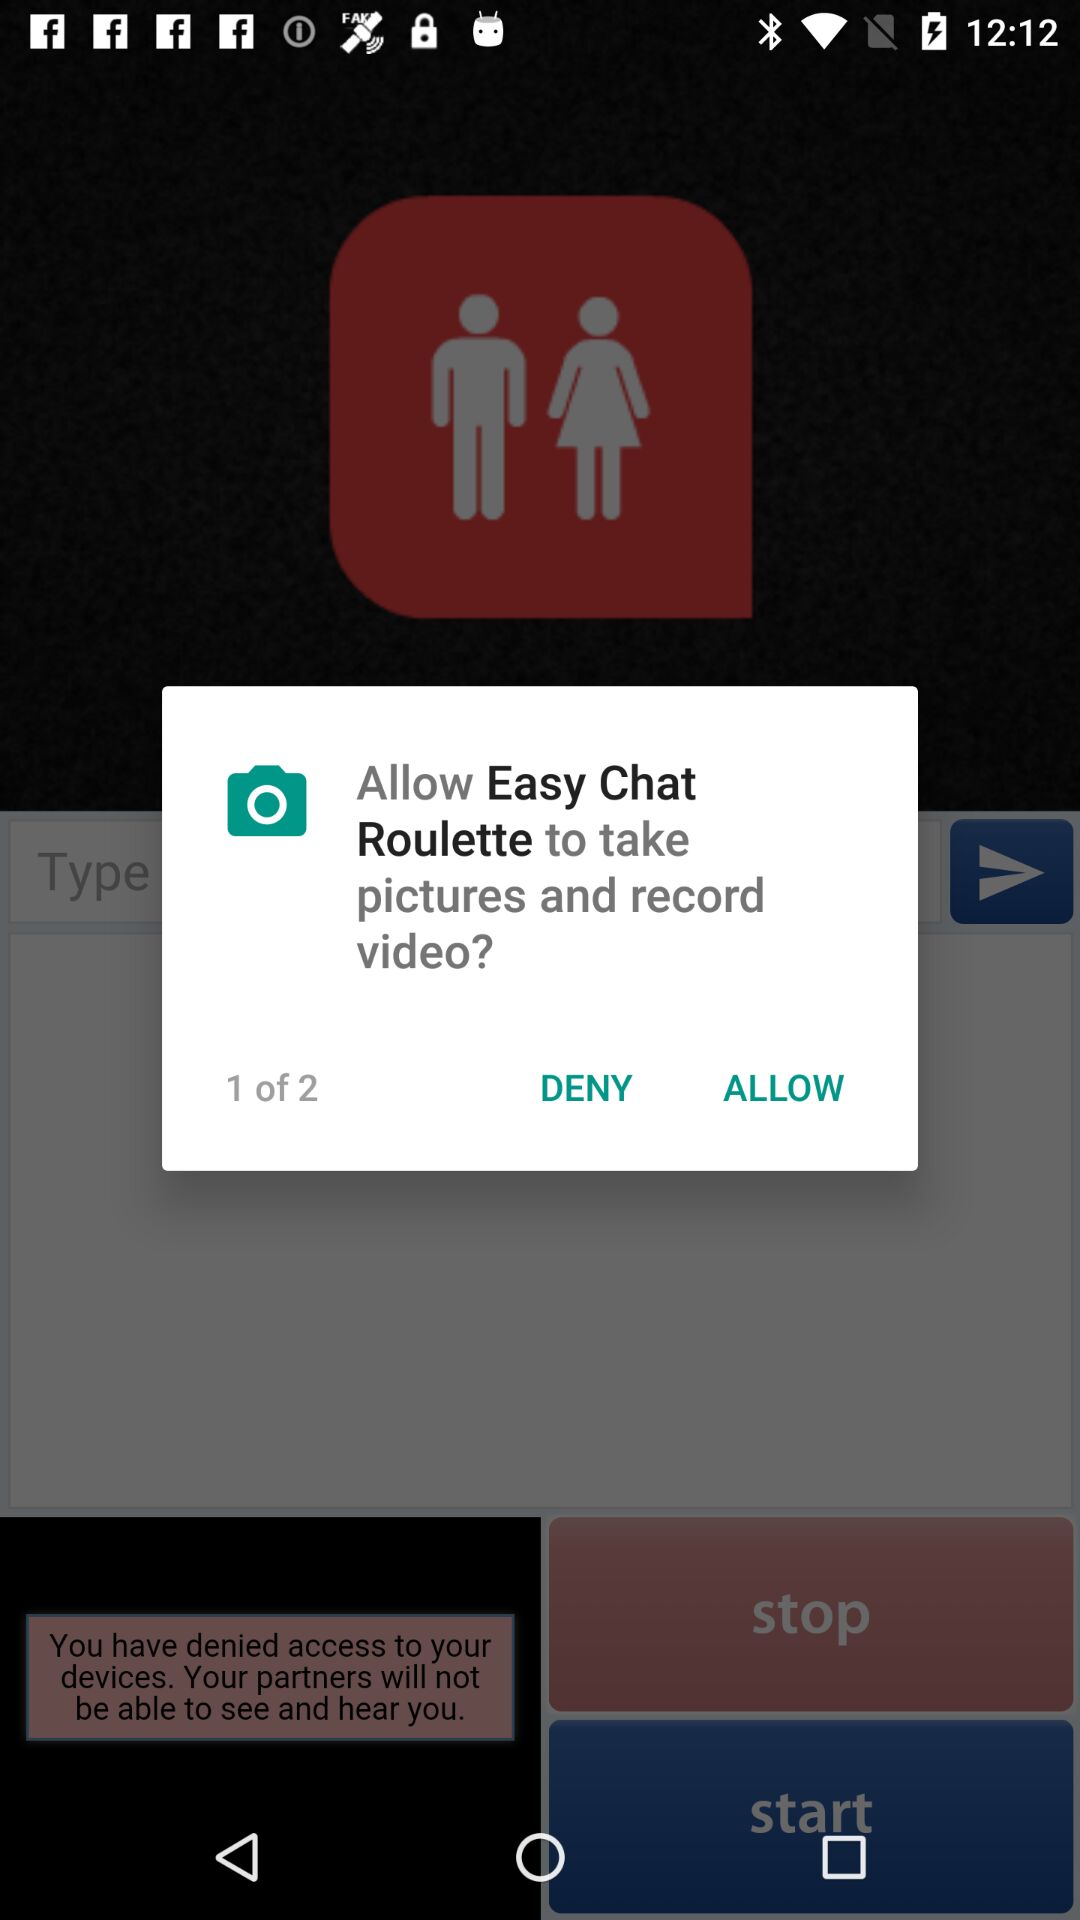 FAKE
12:12
Allow Easy Chat
Roulette to take
pictures and record
video?
1 of 2
DENY
ALLOW
Type
stop
You have denied access to your
devices. Your partners will not
be able to see and hear you.
start